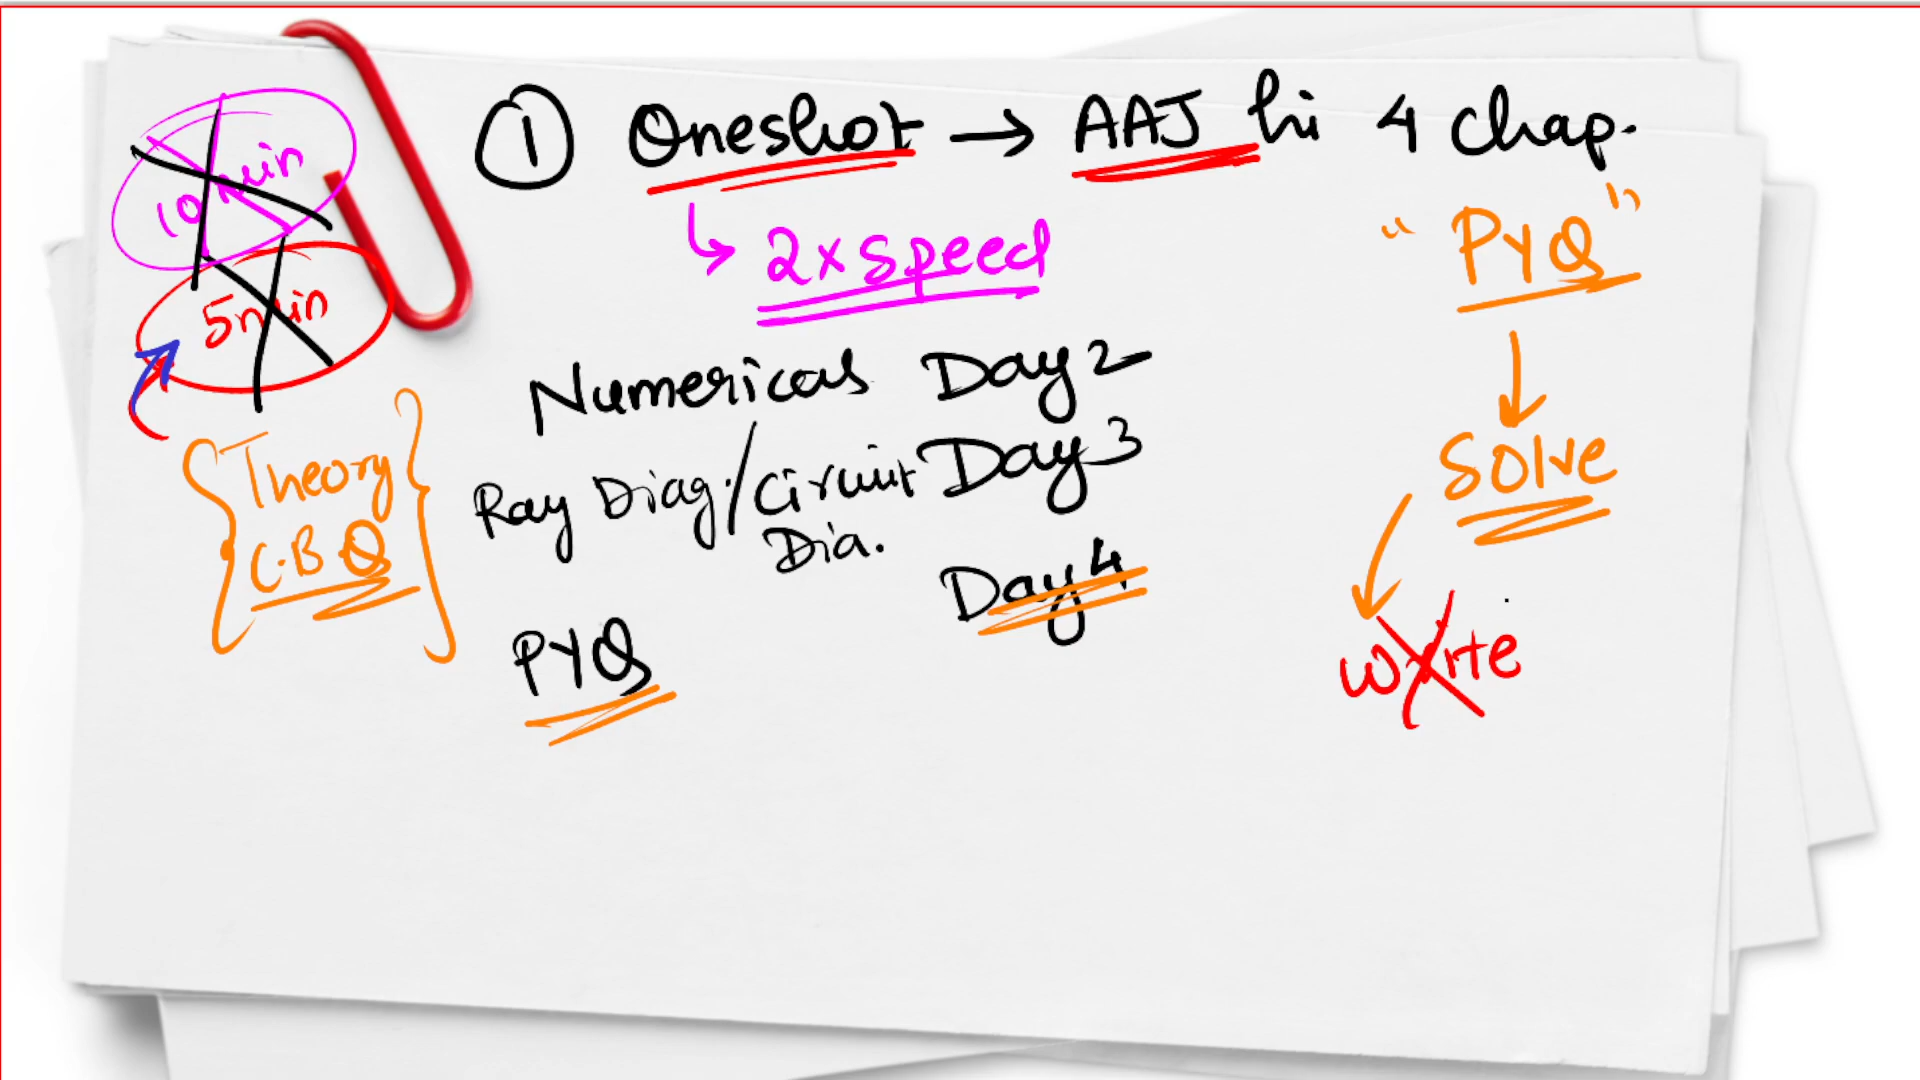 ① Oneshot → AAJ hi 4 chap.
10 min
↳ 2x speed
" PYQ "
5 min
Numericas Day 2
Solve
Ray Diag / Circuit Dia. Day 3
{ Theory
C.B.Q }
Day 4
PYQ
write